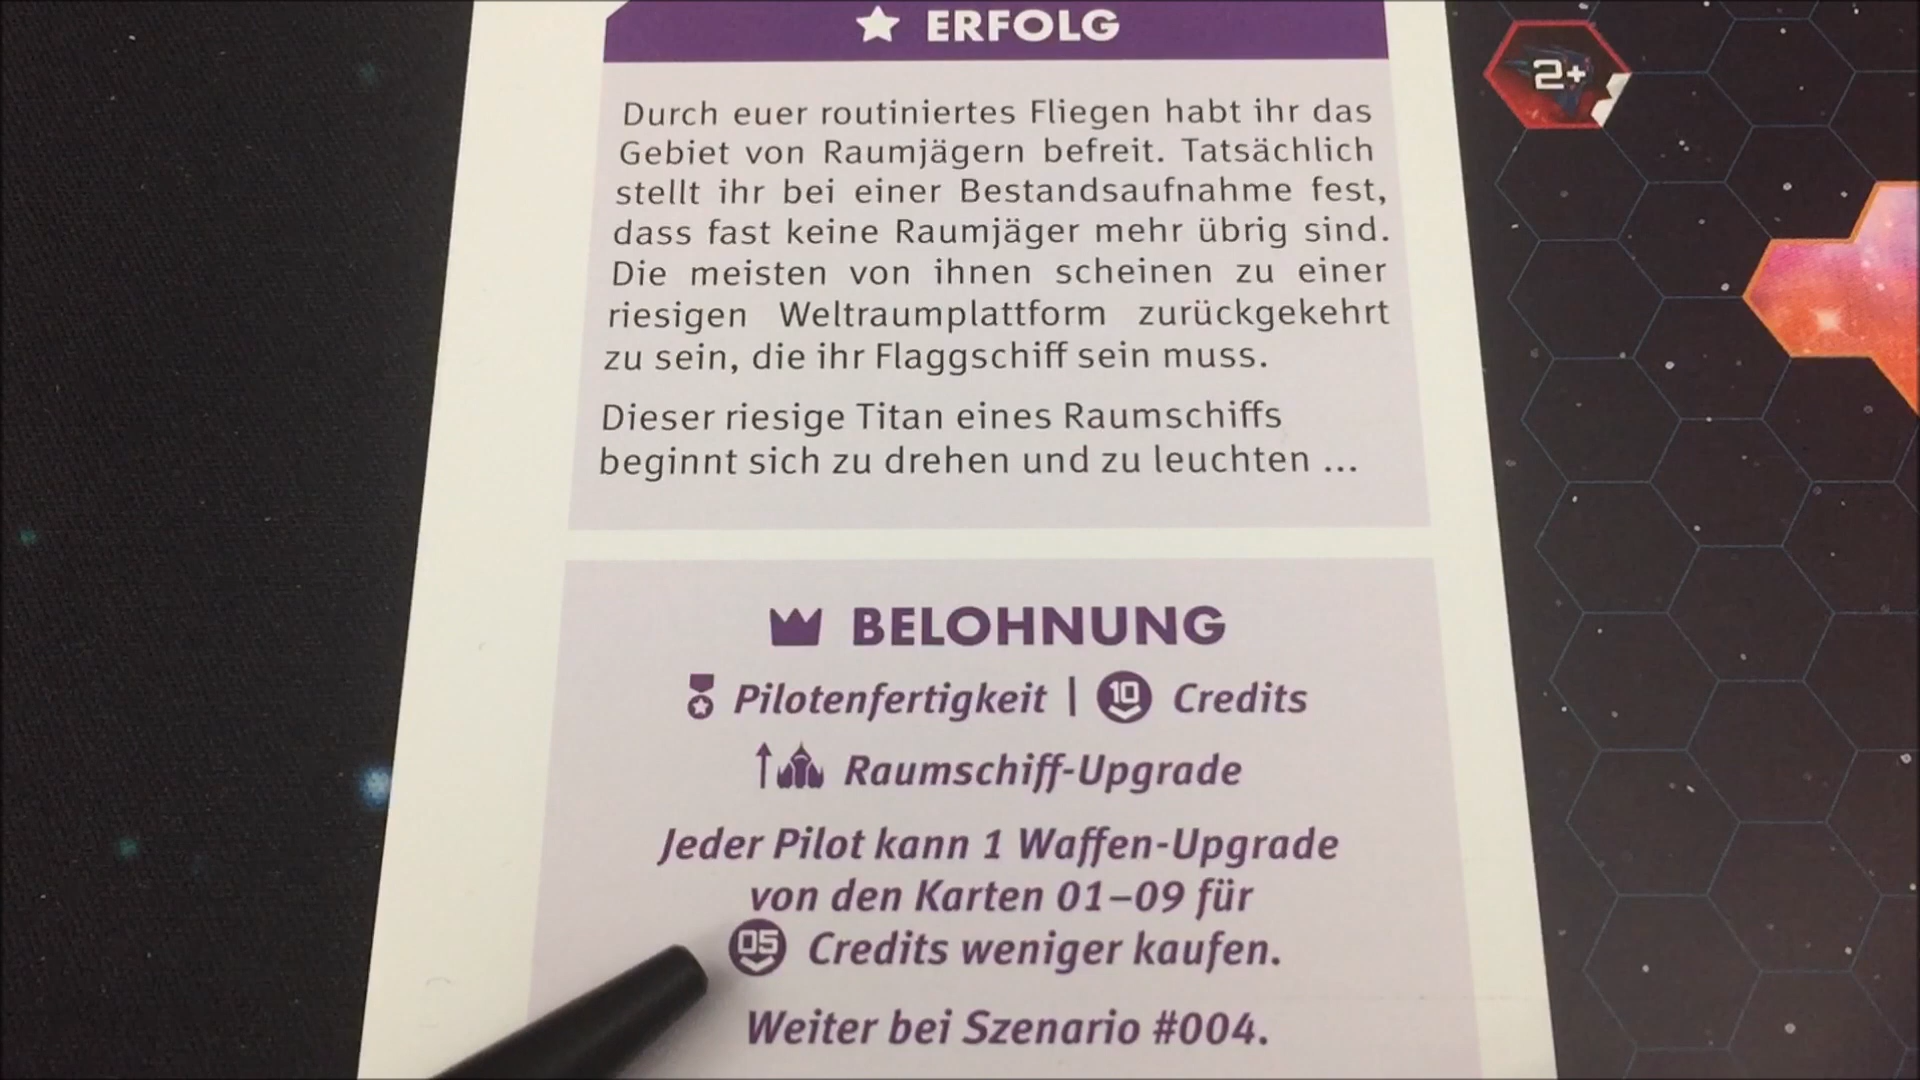 ERFOLG
Durch euer routiniertes Fliegen habt ihr das
Gebiet von Raumjägern befreit. Tatsächlich
stellt ihr bei einer Bestandsaufnahme fest,
dass fast keine Raumjäger mehr übrig sind.
Die meisten von ihnen scheinen zu einer
riesigen Weltraumplattform zurückgekehrt
zu sein, die ihr Flaggschiff sein muss.
Dieser riesige Titan eines Raumschiffs
beginnt sich zu drehen und zu leuchten ...
BELOHNUNG
Pilotenfertigkeit | 10 Credits
Raumschiff-Upgrade
Jeder Pilot kann 1 Waffen-Upgrade
von den Karten 01–09 für
05 Credits weniger kaufen.
Weiter bei Szenario #004.
2+